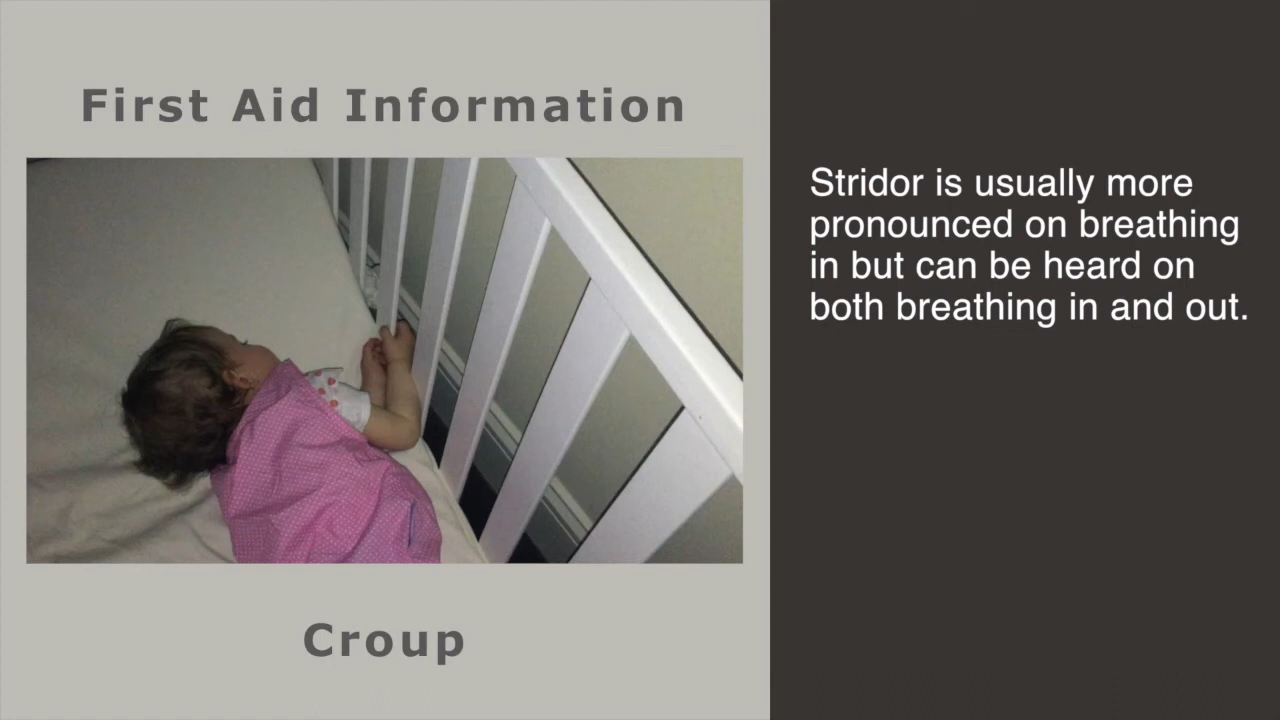 First Aid Information
Croup
Stridor is usually more
pronounced on breathing
in but can be heard on
both breathing in and out.